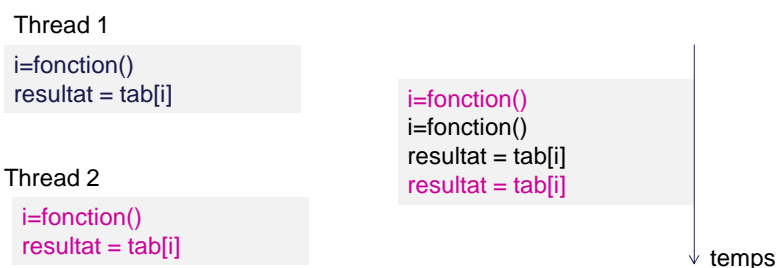 Thread 1
i=fonction()
resultat = tab[i]
Thread 2
i=fonction()
resultat = tab[i]
i=fonction()
i=fonction()
resultat = tab[i]
resultat = tab[i]
temps